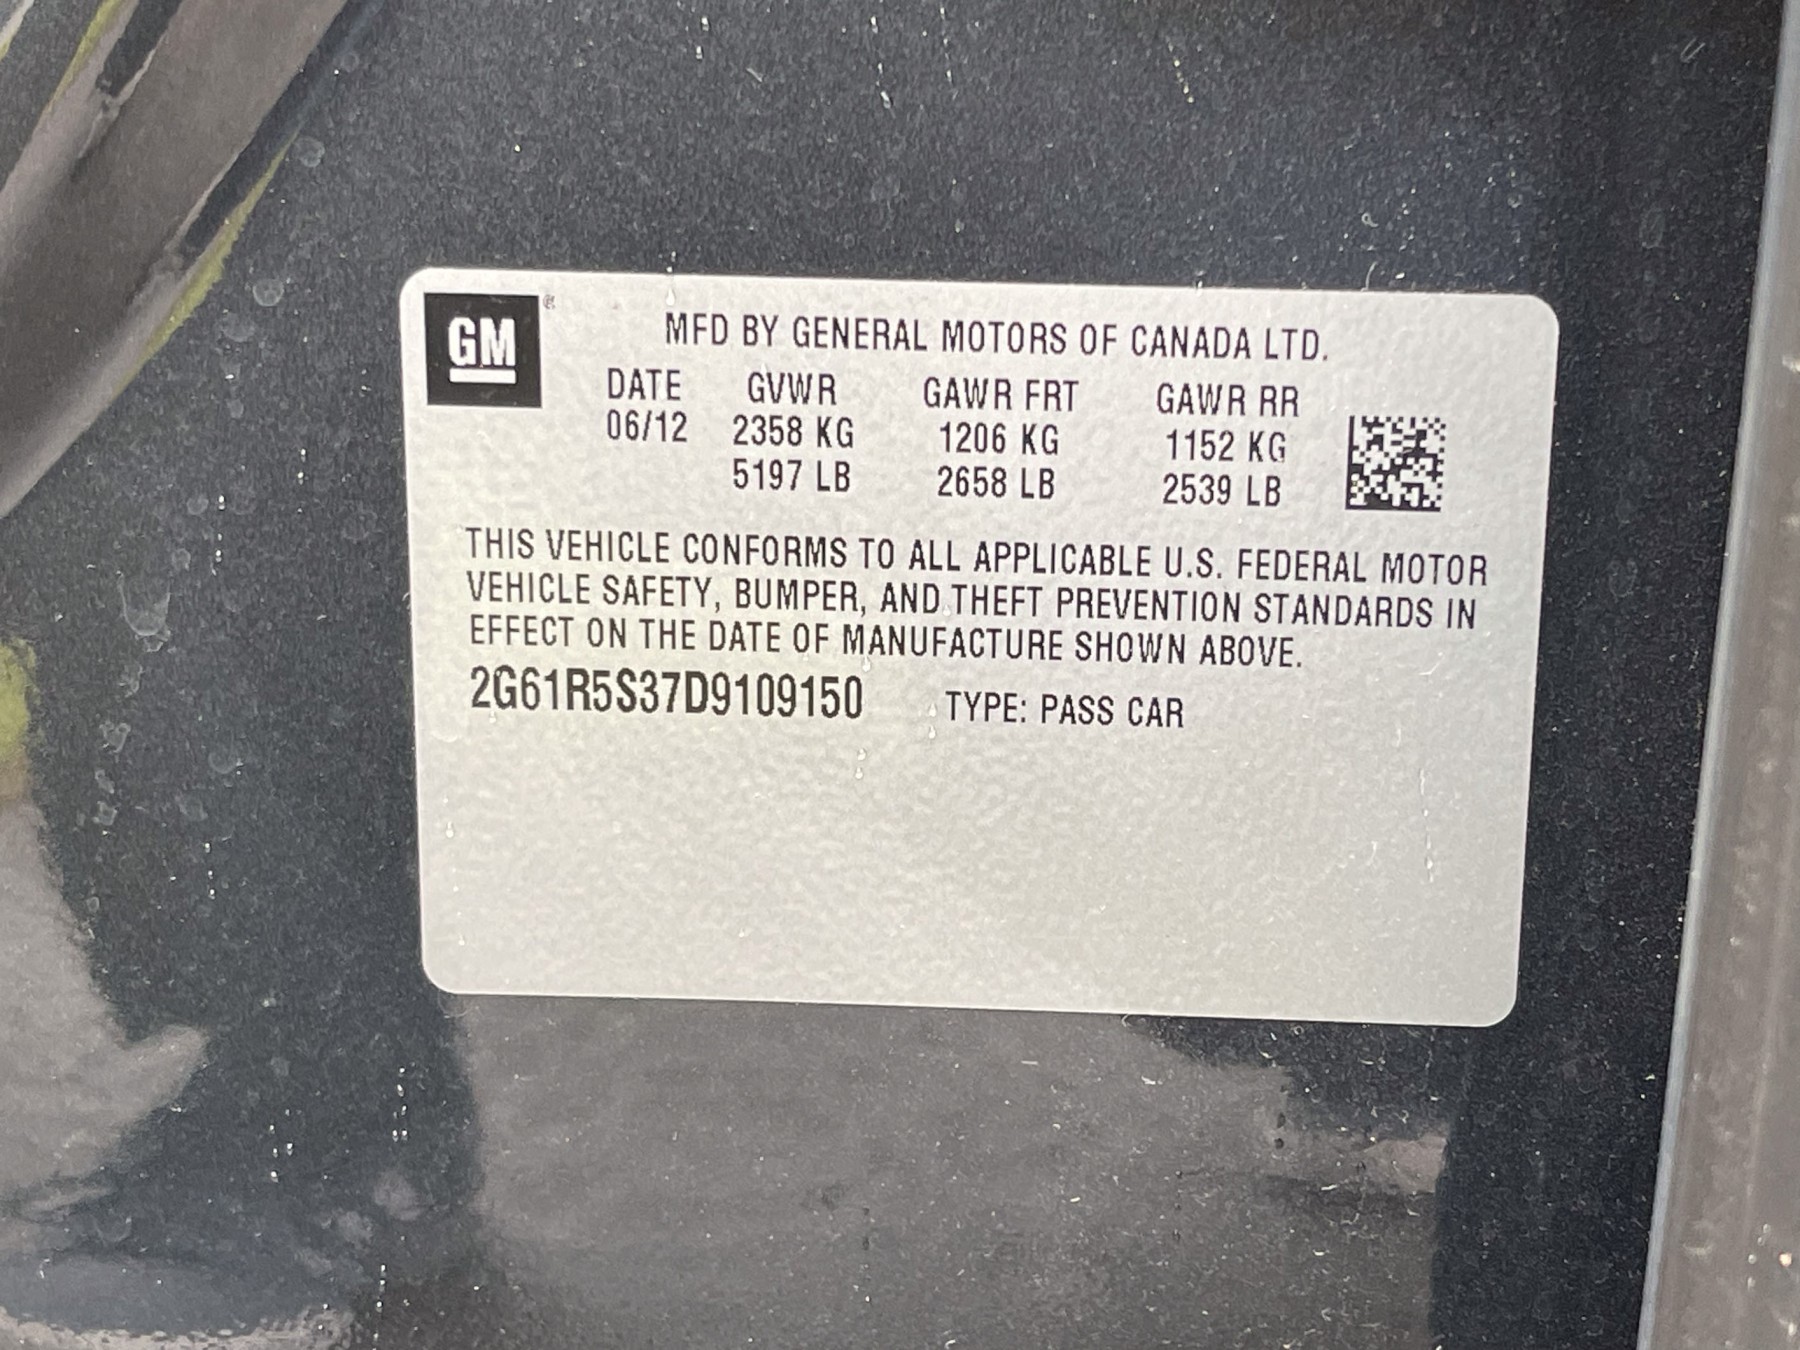 GM
MFD BY GENERAL MOTORS OF CANADA LTD.
DATE GVWR GAWR FRT GAWR RR
06/12 2358 KG 1206 KG 1152 KG
5197 LB 2658 LB 2539 LB
THIS VEHICLE CONFORMS TO ALL APPLICABLE U.S. FEDERAL MOTOR
VEHICLE SAFETY, BUMPER, AND THEFT PREVENTION STANDARDS IN
EFFECT ON THE DATE OF MANUFACTURE SHOWN ABOVE.
2G61R5S37D9109150 TYPE: PASS CAR